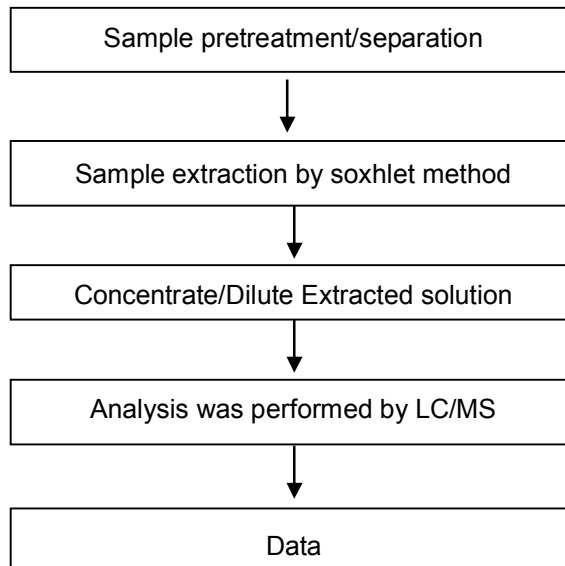 Sample pretreatment/separation
Sample extraction by soxhlet method
Concentrate/Dilute Extracted solution
Analysis was performed by LC/MS
Data